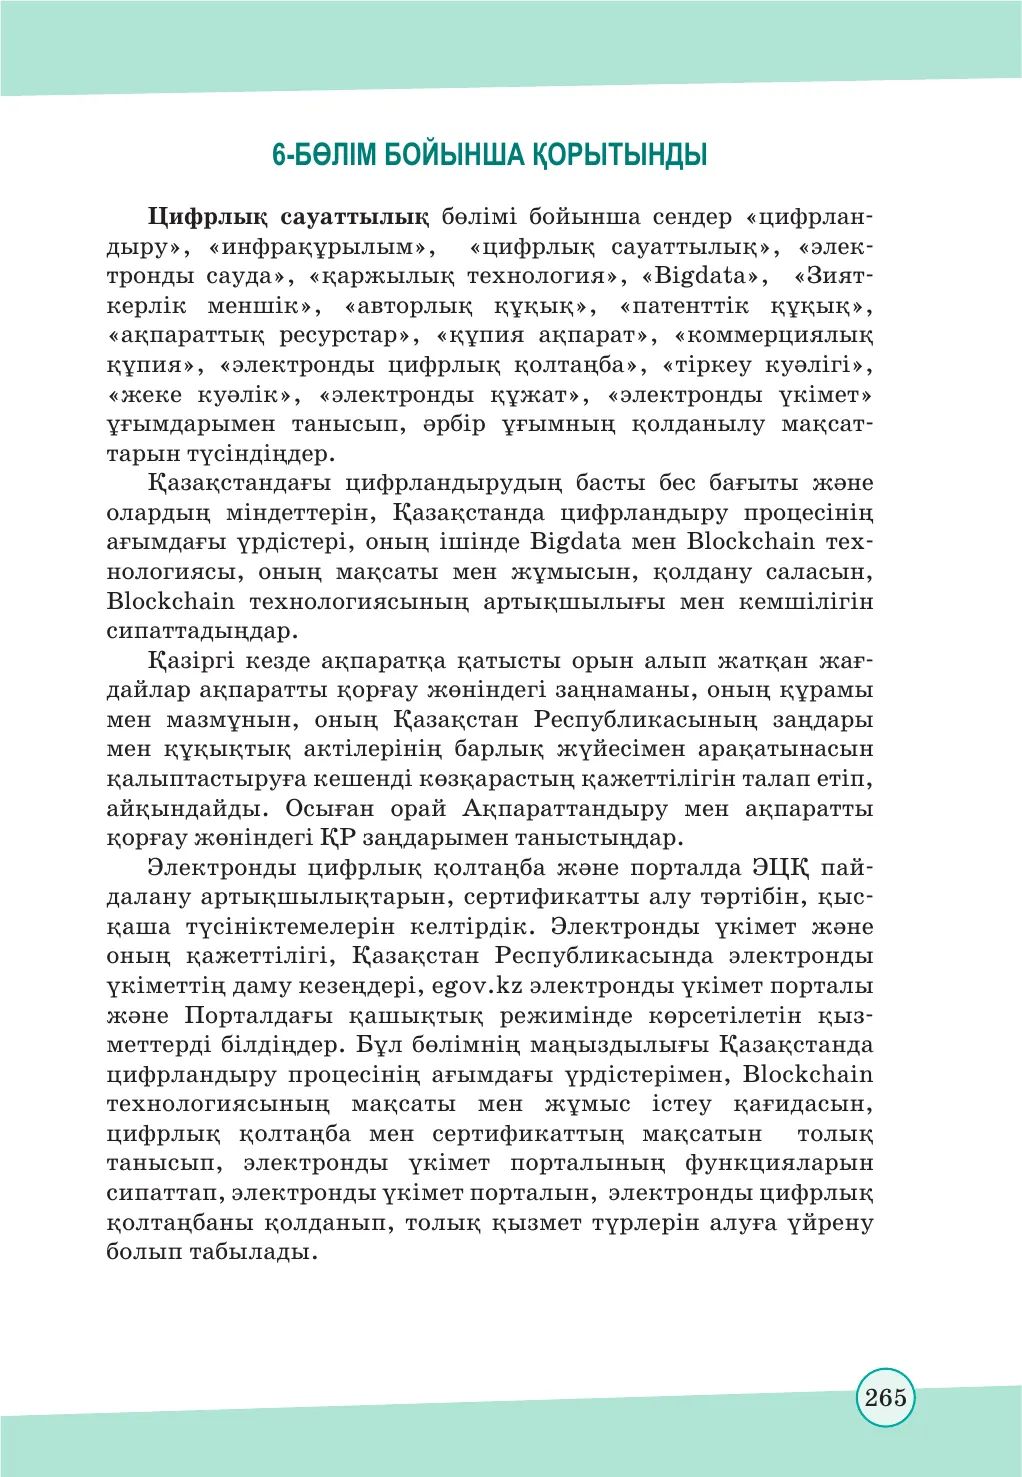 6-БӨЛІМ БОЙЫНША ҚОРЫТЫНДЫ
Цифрлық сауаттылық бөлімі бойынша сендер «цифрлан-
дыру», «инфрақұрылым», «цифрлық сауаттылық», «элек-
тронды сауда», «қаржылық технология», «Bigdata», «Зият-
керлік меншік», «авторлық құқық», «патенттік құқық»,
«ақпараттық ресурстар», «құпия ақпарат», «коммерциялық
құпия», «электронды цифрлық қолтаңба», «тіркеу куәлігі»,
«жеке куәлік», «электронды құжат», «электронды үкімет»
ұғымдарымен танысып, әрбір ұғымның қолданылу мақсат-
тарын түсіндіңдер.
Қазақстандағы цифрландырудың басты бес бағыты және
олардың міндеттерін, Қазақстанда цифрландыру процесінің
ағымдағы үрдістері, оның ішінде Bigdata мен Blockchain тех-
нологиясы, оның мақсаты мен жұмысын, қолдану саласын,
Blockchain технологиясының артықшылығы мен кемшілігін
сипаттадыңдар.
Қазіргі кезде ақпаратқа қатысты орын алып жатқан жағ-
дайлар ақпаратты қорғау жөніндегі заңнаманы, оның құрамы
мен мазмұнын, оның Қазақстан Республикасының заңдары
мен құқықтық актілерінің барлық жүйесімен арақатынасын
қалыптастыруға кешенді көзқарастың қажеттілігін талап етіп,
айқындайды. Осыған орай Ақпараттандыру мен ақпаратты
қорғау жөніндегі ҚР заңдарымен таныстыңдар.
Электронды цифрлық қолтаңба және порталда ЭЦҚ пай-
далану артықшылықтарын, сертификатты алу тәртібін, қыс-
қаша түсініктемелерін келтірдік. Электронды үкімет және
оның қажеттілігі, Қазақстан Республикасында электронды
үкіметтің даму кезеңдері, egov.kz электронды үкімет порталы
және Порталдағы қашықтық режимінде көрсетілетін қыз-
меттерді білдіңдер. Бұл бөлімнің маңыздылығы Қазақстанда
цифрландыру процесінің ағымдағы үрдістерімен, Blockchain
технологиясының мақсаты мен жұмыс істеу қағидасын,
цифрлық қолтаңба мен сертификаттың мақсатын толық
танысып, электронды үкімет порталының функцияларын
сипаттап, электронды үкімет порталын, электронды цифрлық
қолтаңбаны қолданып, толық қызмет түрлерін алуға үйрену
болып табылады.
265